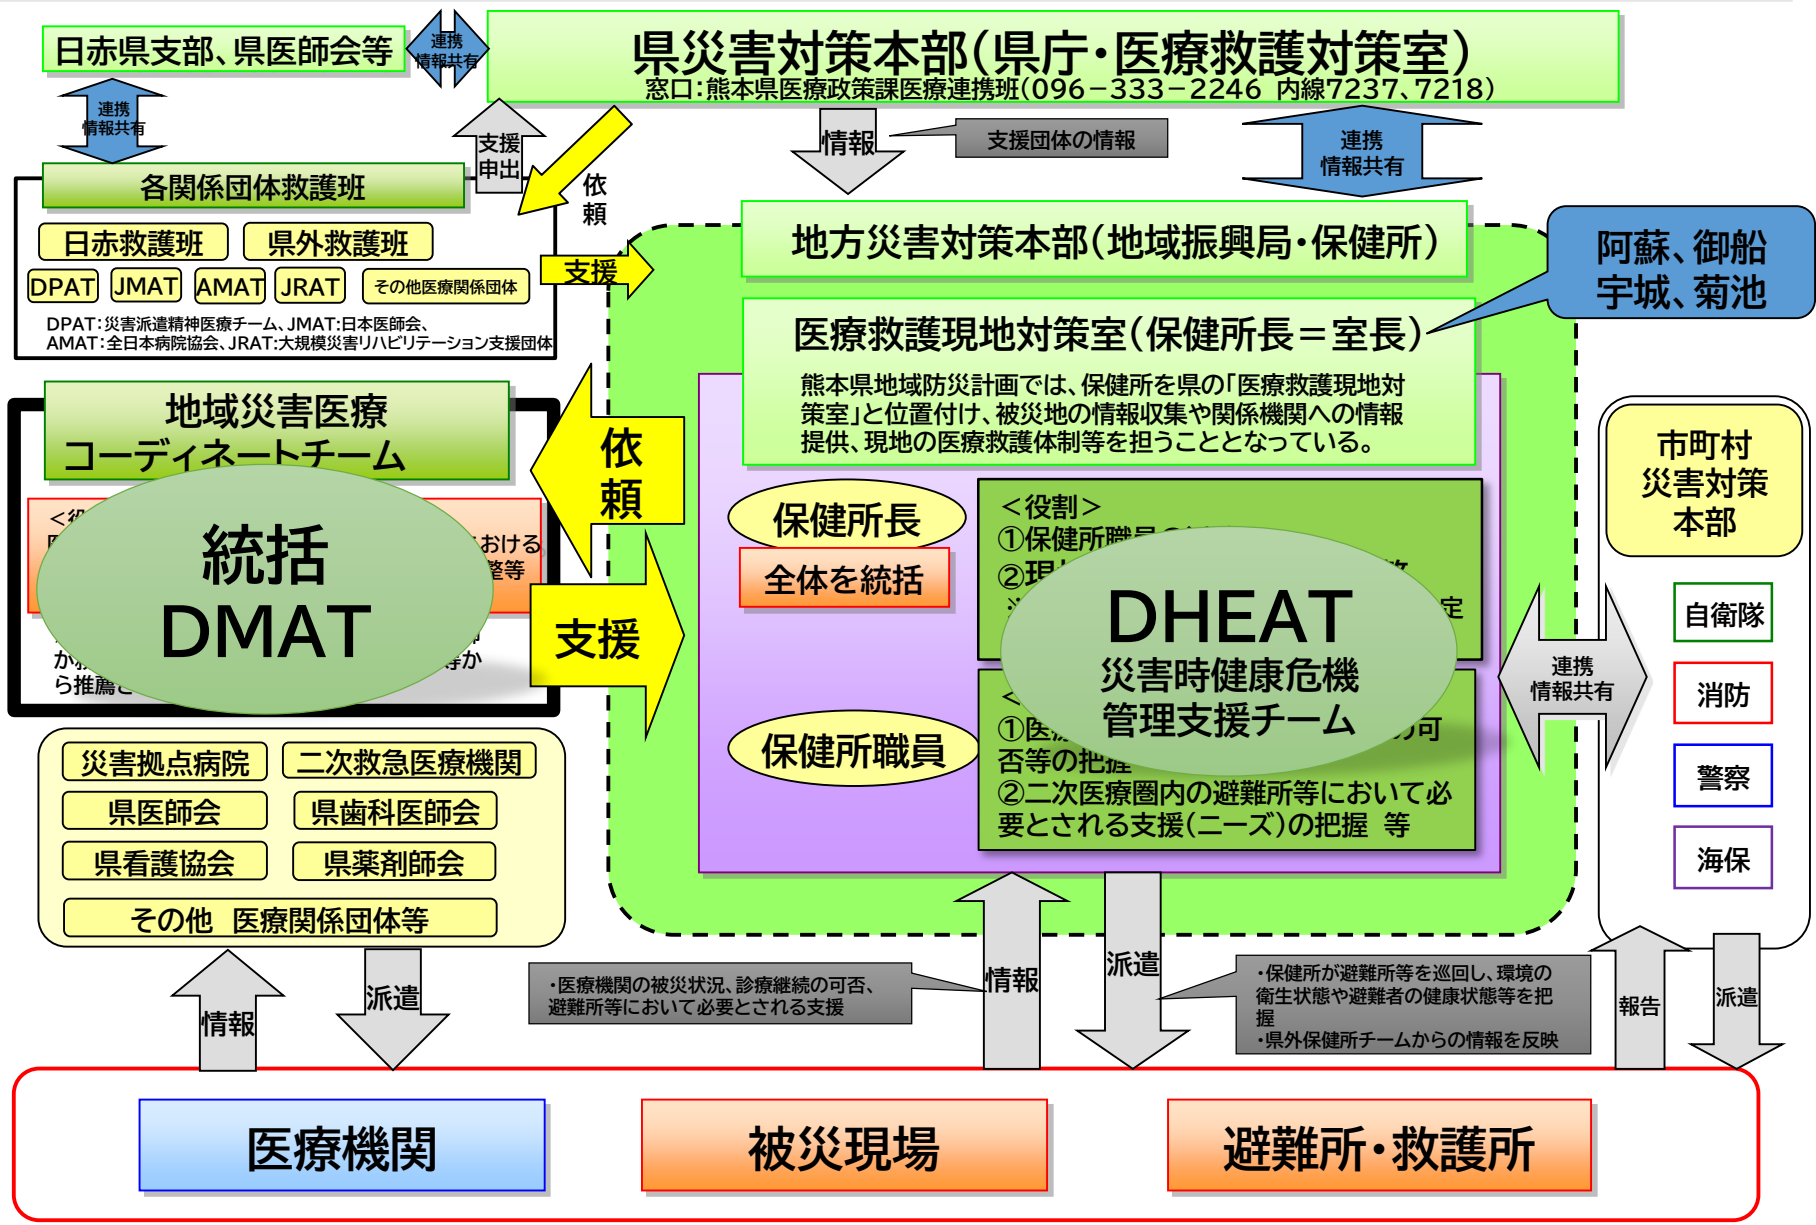 日赤県支部、県医師会等
連携
情報共有
県災害対策本部(県庁・医療救護対策室)
窓口:熊本県医療政策課医療連携班(096-333-2246 内線7237、7218)
連携
情報共有
支援
申出
依
頼
情報
支援団体の情報
連携
情報共有
各関係団体救護班
日赤救護班
県外救護班
DPAT
JMAT
AMAT
JRAT
その他医療関係団体
DPAT:災害派遣精神医療チーム、JMAT:日本医師会、
AMAT:全日本病院協会、JRAT:大規模災害リハビリテーション支援団体
支援
地方災害対策本部(地域振興局・保健所)
阿蘇、御船
宇城、菊池
医療救護現地対策室(保健所長=室長)
熊本県地域防災計画では、保健所を県の「医療救護現地対
策室」と位置付け、被災地の情報収集や関係機関への情報
提供、現地の医療救護体制等を担うこととなっている。
地域災害医療
コーディネートチーム
おける
整等
か
ら推薦
統括
DMAT
依
頼
支援
保健所長
全体を統括
<役割>
①保健所職員
②現
定
DHEAT
災害時健康危機
管理支援チーム
保健所職員
①医 可
否等の把握
②二次医療圏内の避難所等において必
要とされる支援(ニーズ)の把握 等
市町村
災害対策
本部
自衛隊
消防
警察
海保
連携
情報共有
災害拠点病院
二次救急医療機関
県医師会
県歯科医師会
県看護協会
県薬剤師会
その他 医療関係団体等
情報
派遣
・医療機関の被災状況、診療継続の可否、
避難所等において必要とされる支援
情報
派遣
・保健所が避難所等を巡回し、環境の
衛生状態や避難者の健康状態等を把
握
・県外保健所チームからの情報を反映
報告
派遣
医療機関
被災現場
避難所・救護所